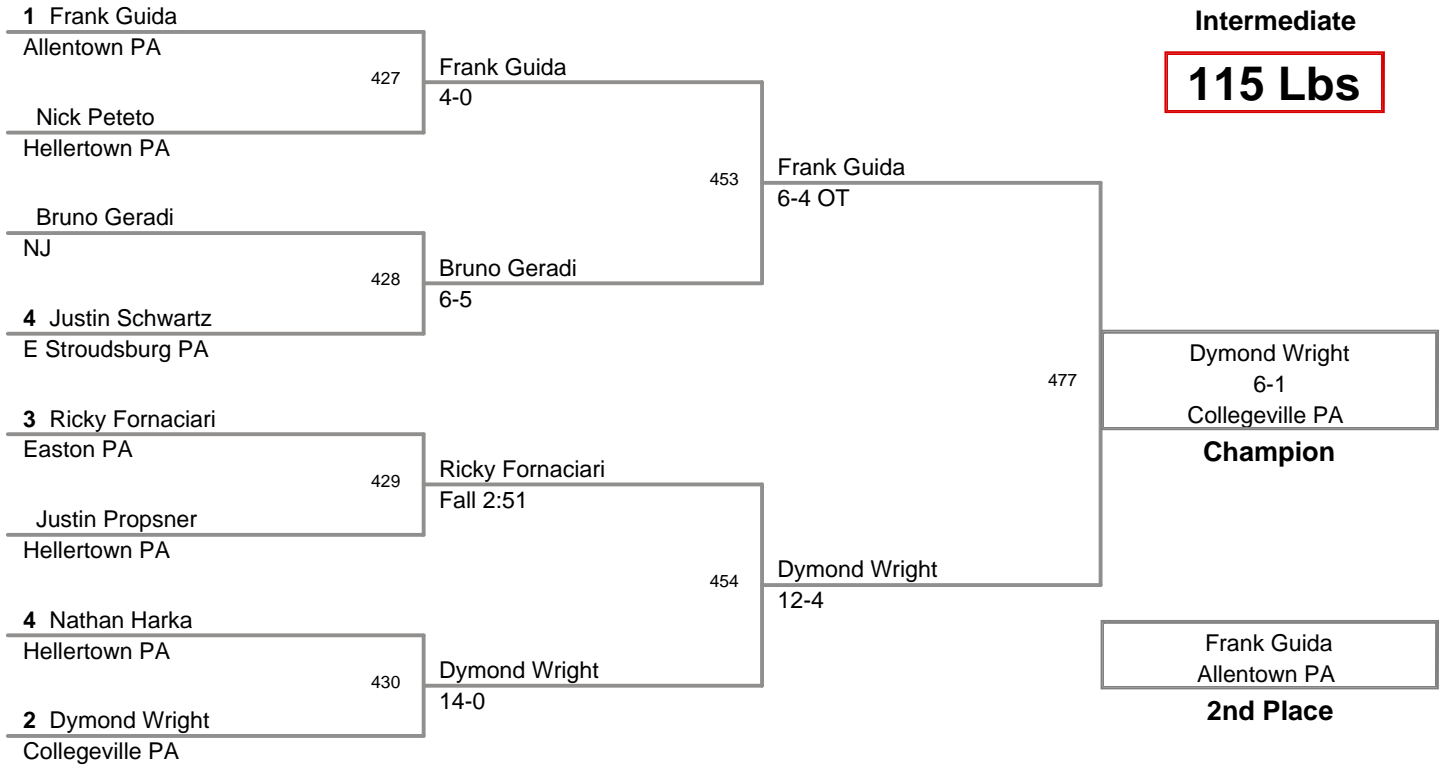 1 Frank Guida
Allentown PA
427
Nick Peteto
Hellertown PA
Frank Guida
4-0
Bruno Geradi
NJ
428
4 Justin Schwartz
E Stroudsburg PA
Bruno Geradi
6-5
453
Frank Guida
6-4 OT
3 Ricky Fornaciari
Easton PA
429
Justin Propsner
Hellertown PA
Ricky Fornaciari
Fall 2:51
4 Nathan Harka
Hellertown PA
430
2 Dymond Wright
Collegeville PA
Dymond Wright
14-0
454
Dymond Wright
12-4
477
Intermediate
115 Lbs
Dymond Wright
6-1
Collegeville PA
Champion
Frank Guida
Allentown PA
2nd Place